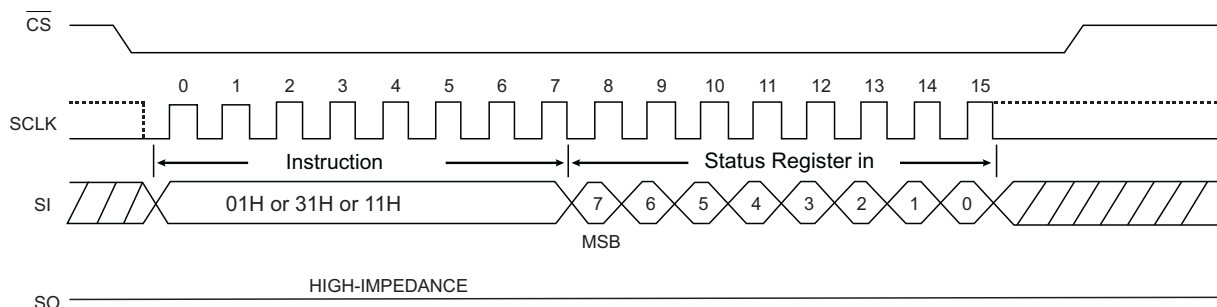 CS
0 1 2 3 4 5 6 7 8 9 10 11 12 13 14 15
SCLK
Instruction Status Register in
SI 01H or 31H or 11H 7 6 5 4 3 2 1 0
MSB
HIGH-IMPEDANCE
SO